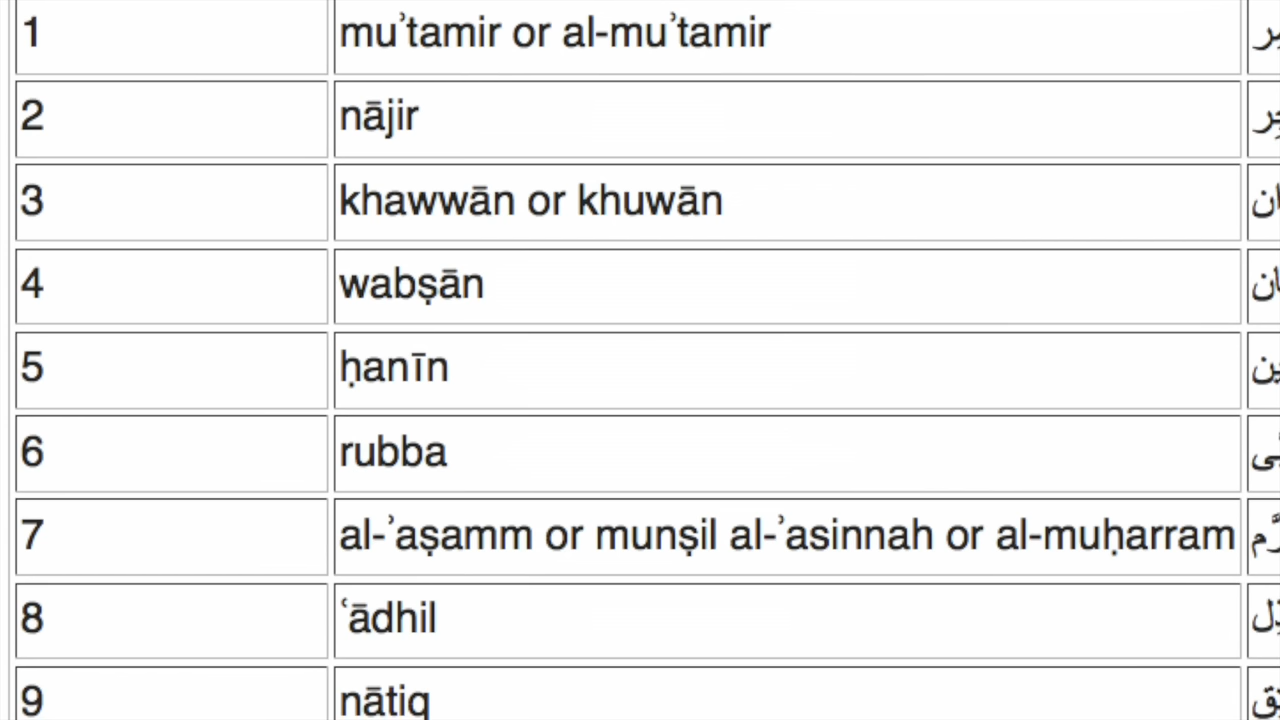 1 muʾtamir or al-muʾtamir
2 nājir
3 khawwān or khuwān
4 wabṣān
5 ḥanīn
6 rubba
7 al-ʾaṣamm or munṣil al-ʾasinnah or al-muḥarram
8 ʿādhil
9 nātiq